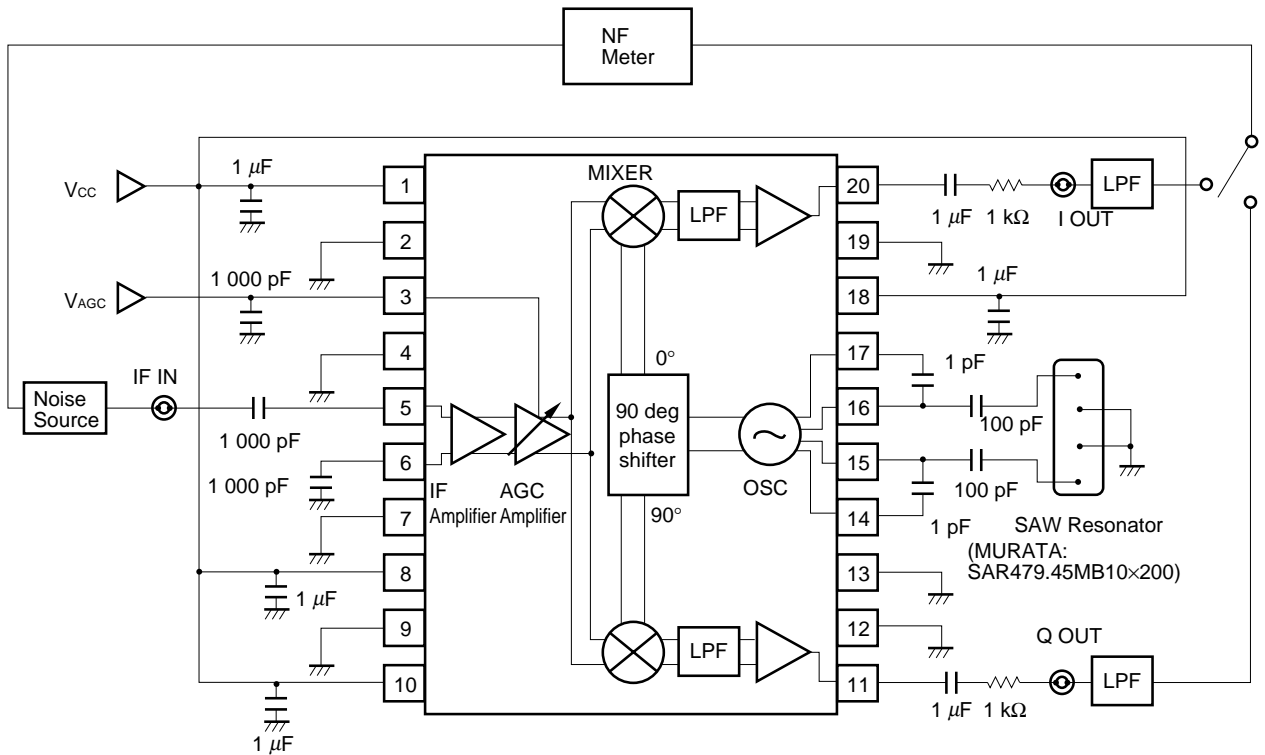 NF
Meter
1 μF
VCC
1
2
1 000 pF
VAGC
3
4
IF IN
Noise
Source
5
1 000 pF
6
1 000 pF
7
8
1 μF
9
10
1 μF
MIXER
LPF
0°
90 deg
phase
shifter
90°
OSC
IF
Amplifier
AGC
Amplifier
LPF
20
1 μF
1 kΩ
I OUT
LPF
19
1 μF
18
17
1 pF
16
100 pF
15
100 pF
14
1 pF
SAW Resonator
(MURATA:
SAR479.45MB10×200)
13
12
Q OUT
11
1 μF
1 kΩ
LPF